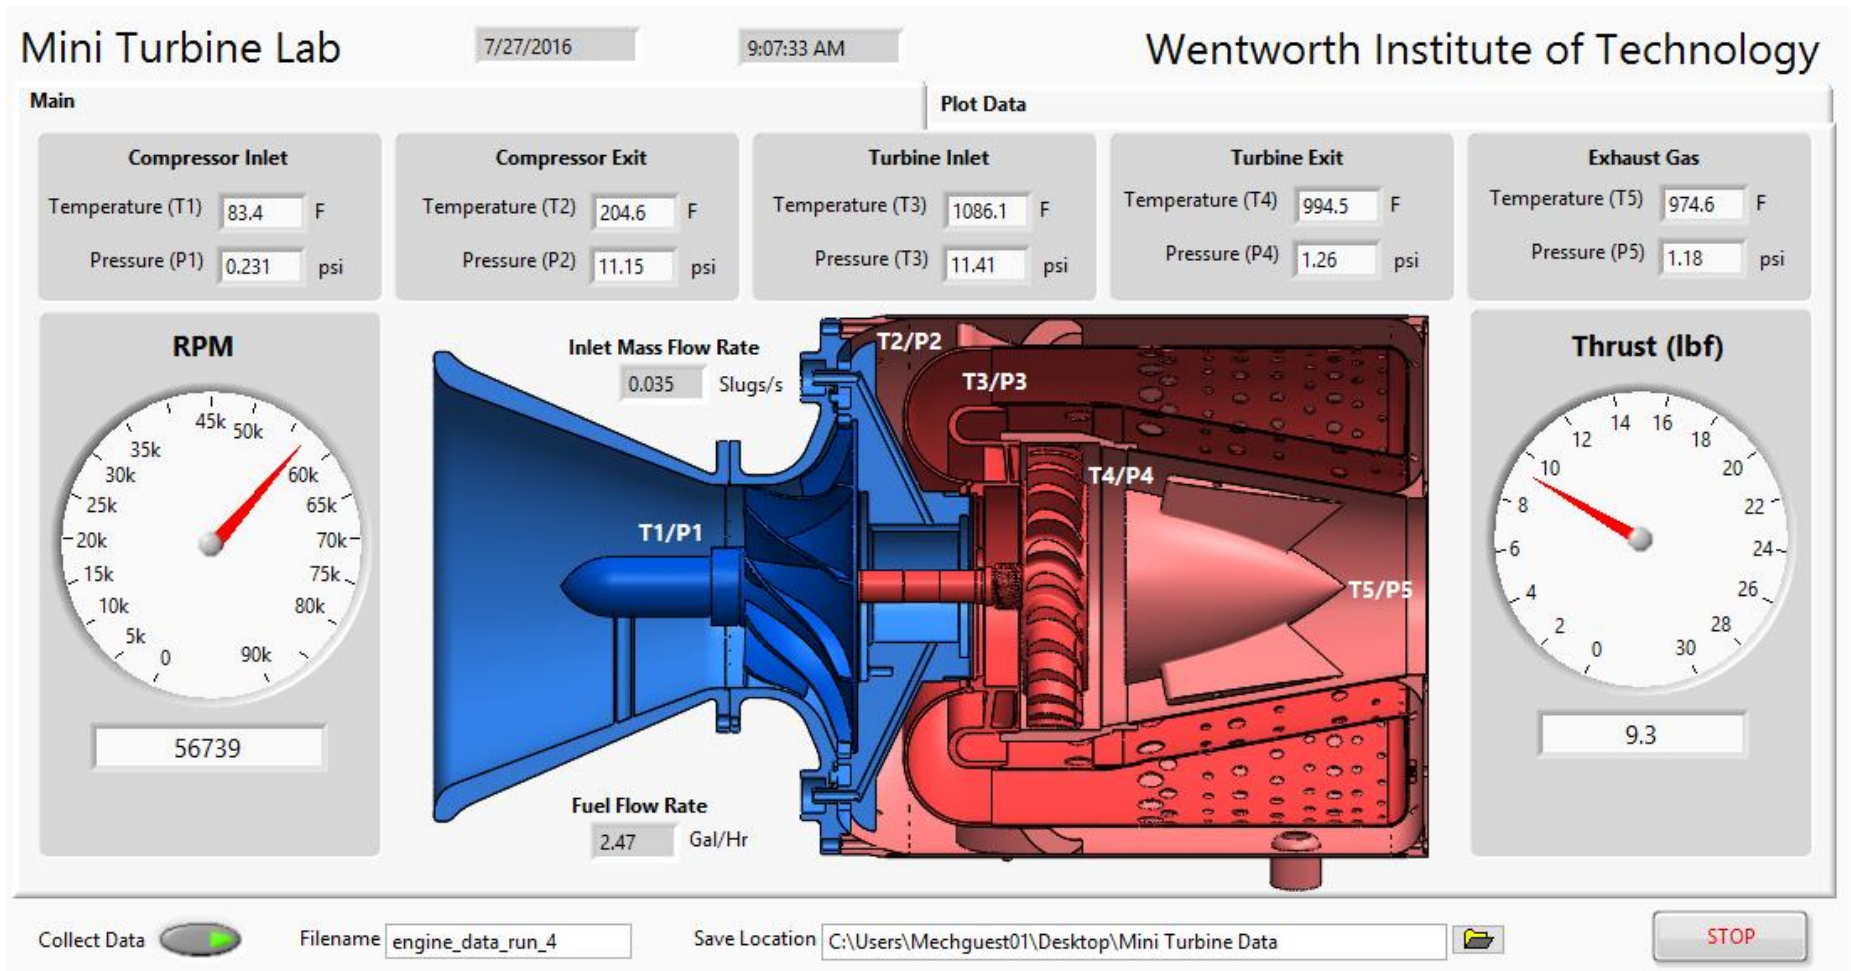 Mini Turbine Lab
7/27/2016
9:07:33 AM
Wentworth Institute of Technology
Main
Plot Data
Compressor Inlet
Temperature (T1) 83.4 F
Pressure (P1) 0.231 psi
Compressor Exit
Temperature (T2) 204.6 F
Pressure (P2) 11.15 psi
Turbine Inlet
Temperature (T3) 1086.1 F
Pressure (T3) 11.41 psi
Turbine Exit
Temperature (T4) 994.5 F
Pressure (P4) 1.26 psi
Exhaust Gas
Temperature (T5) 974.6 F
Pressure (P5) 1.18 psi
RPM
0
5k
10k
15k
20k
25k
30k
35k
45k
50k
60k
65k
70k
75k
80k
90k
56739
Inlet Mass Flow Rate
0.035 Slugs/s
T2/P2
T3/P3
T4/P4
T1/P1
T5/P5
Fuel Flow Rate
2.47 Gal/Hr
Thrust (lbf)
0
2
4
6
8
10
12
14
16
18
20
22
24
26
28
30
9.3
Collect Data
Filename engine_data_run_4
Save Location C:\Users\Mechguest01\Desktop\Mini Turbine Data
STOP